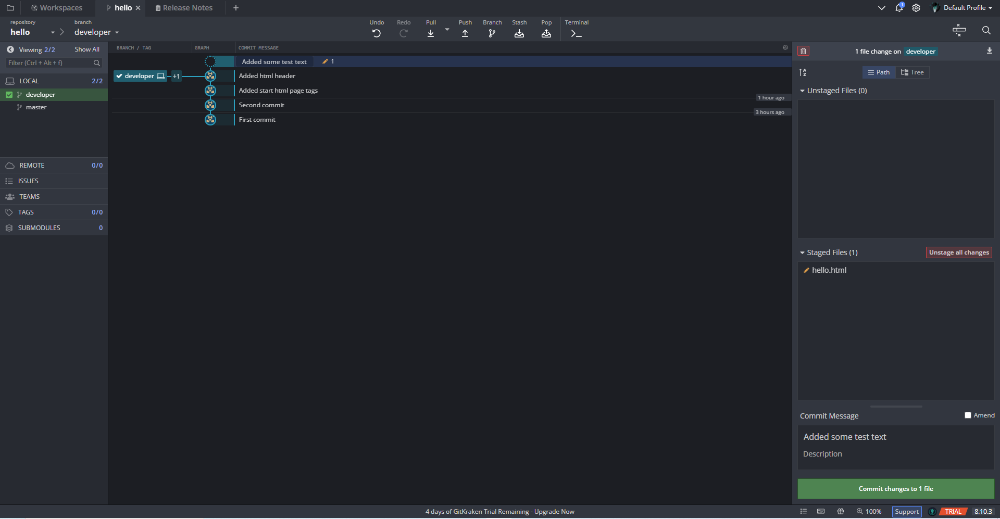 Workspaces
hello
Release Notes
1
Default Profile
repository
hello
branch
developer
Undo
Redo
Pull
Push
Branch
Stash
Pop
Terminal
Viewing 2/2
Show All
Filter (Ctrl + Alt + f)
LOCAL 2/2
developer
master
REMOTE 0/0
ISSUES
TEAMS
TAGS 0/0
SUBMODULES 0
BRANCH / TAG
GRAPH
COMMIT MESSAGE
Added some test text
1
developer
+1
Added html header
Added start html page tags
1 hour ago
Second commit
3 hours ago
First commit
1 file change on developer
A
Z
Path
Tree
Unstaged Files (0)
Staged Files (1)
Unstage all changes
hello.html
Commit Message
Amend
Added some test text
Description
Commit changes to 1 file
4 days of GitKraken Trial Remaining - Upgrade Now
100%
Support
TRIAL
8.10.3